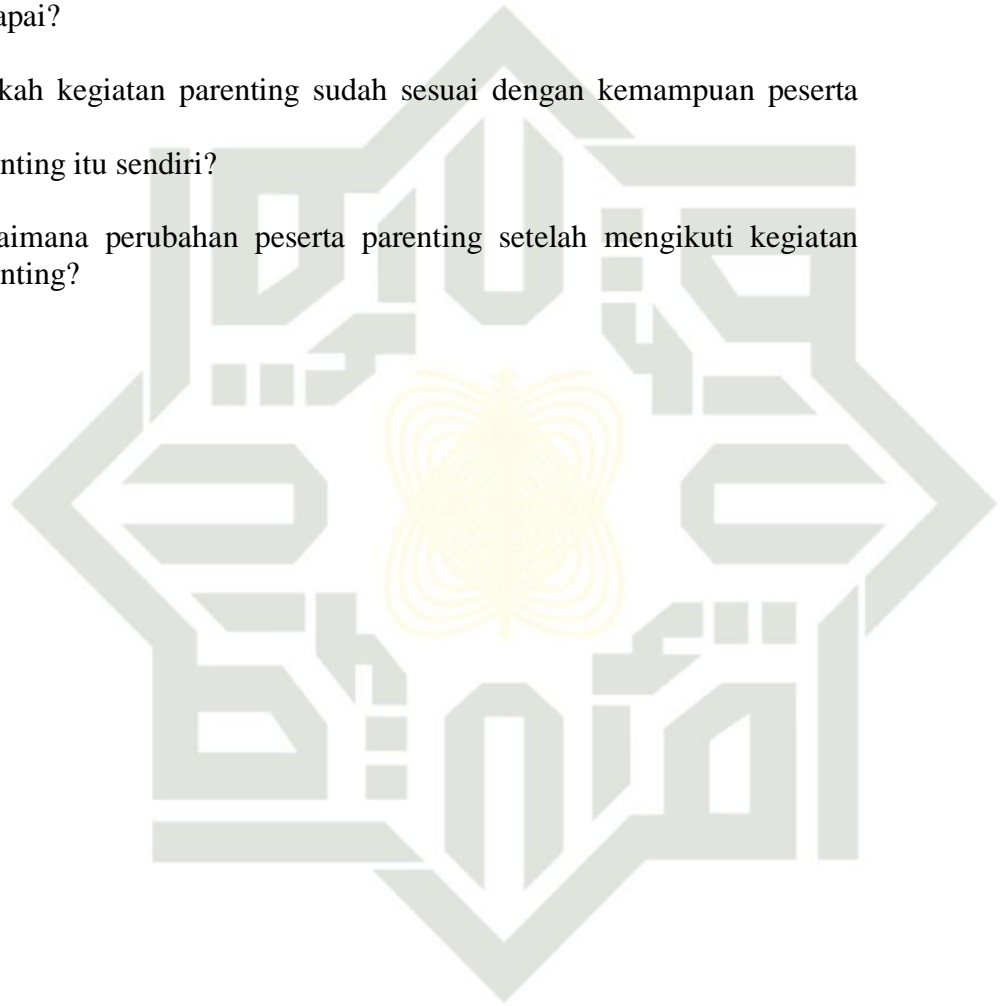 apai?
kah kegiatan parenting sudah sesuai dengan kemampuan peserta
nting itu sendiri?
aimana perubahan peserta parenting setelah mengikuti kegiatan
nting?